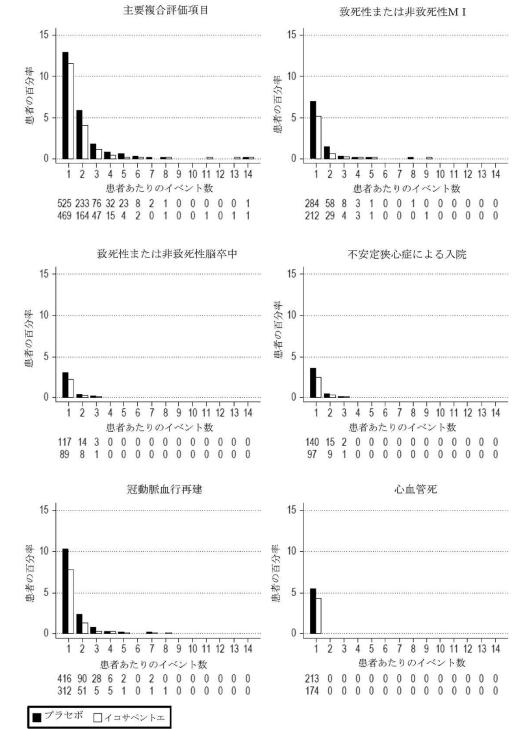 主要複合評価項目
患者の百分率
15
10
5
0
1 2 3 4 5 6 7 8 9 10 11 12 13 14
患者あたりのイベント数
525 233 76 32 23 8 2 1 0 0 0 0 0 1
469 164 47 15 4 2 0 1 0 0 1 0 1 1
致死性または非致死性ＭＩ
患者の百分率
15
10
5
0
1 2 3 4 5 6 7 8 9 10 11 12 13 14
患者あたりのイベント数
284 58 8 3 1 0 0 1 0 0 0 0 0 0
212 29 4 3 1 0 0 0 1 0 0 0 0 0
致死性または非致死性脳卒中
患者の百分率
15
10
5
0
1 2 3 4 5 6 7 8 9 10 11 12 13 14
患者あたりのイベント数
117 14 3 0 0 0 0 0 0 0 0 0 0 0
89 8 1 0 0 0 0 0 0 0 0 0 0 0
不安定狭心症による入院
患者の百分率
15
10
5
0
1 2 3 4 5 6 7 8 9 10 11 12 13 14
患者あたりのイベント数
140 15 2 0 0 0 0 0 0 0 0 0 0 0
97 9 1 0 0 0 0 0 0 0 0 0 0 0
冠動脈血行再建
患者の百分率
15
10
5
0
1 2 3 4 5 6 7 8 9 10 11 12 13 14
患者あたりのイベント数
416 90 28 6 2 0 2 0 0 0 0 0 0 0
312 51 5 5 1 0 1 1 0 0 0 0 0 0
心血管死
患者の百分率
15
10
5
0
1 2 3 4 5 6 7 8 9 10 11 12 13 14
患者あたりのイベント数
213 0 0 0 0 0 0 0 0 0 0 0 0 0
174 0 0 0 0 0 0 0 0 0 0 0 0 0
プラセボ イコサペントエ